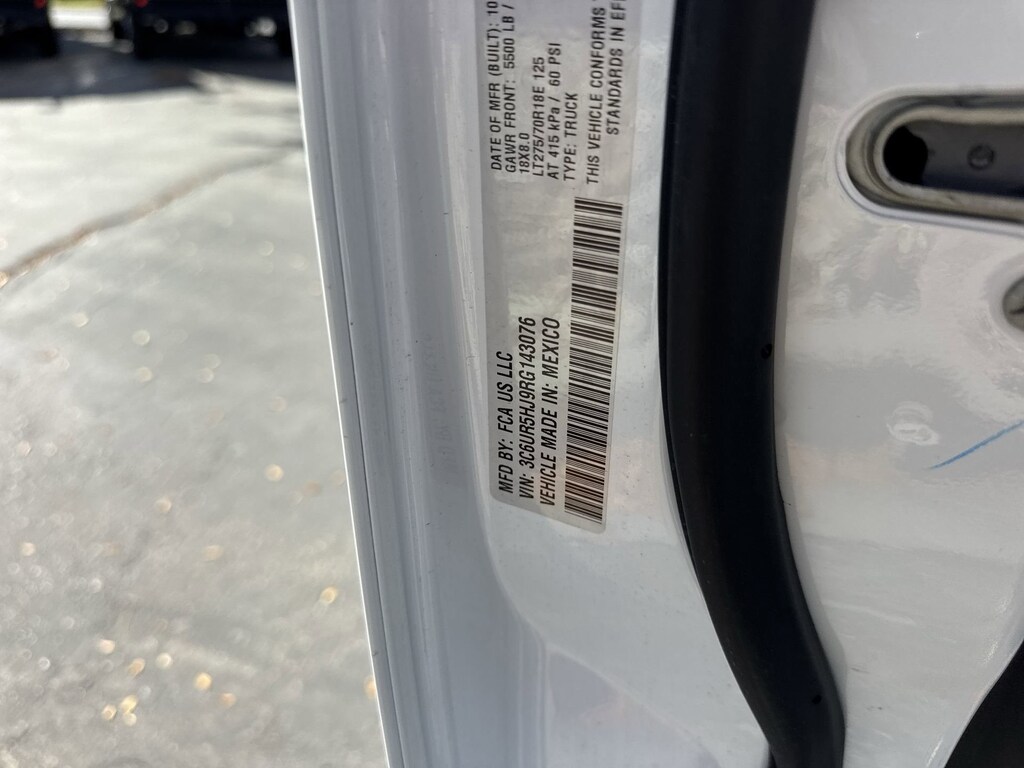 MFD BY: FCA US LLC
DATE OF MFR (BUILT): 10
VIN: 3C6UR5HJ9RG143076
GAWR FRONT: 5500 LB /
VEHICLE MADE IN: MEXICO
18X8.0
LT275/70R18E 125
AT 415 kPa / 60 PSI
TYPE: TRUCK
THIS VEHICLE CONFORMS
STANDARDS IN EFF